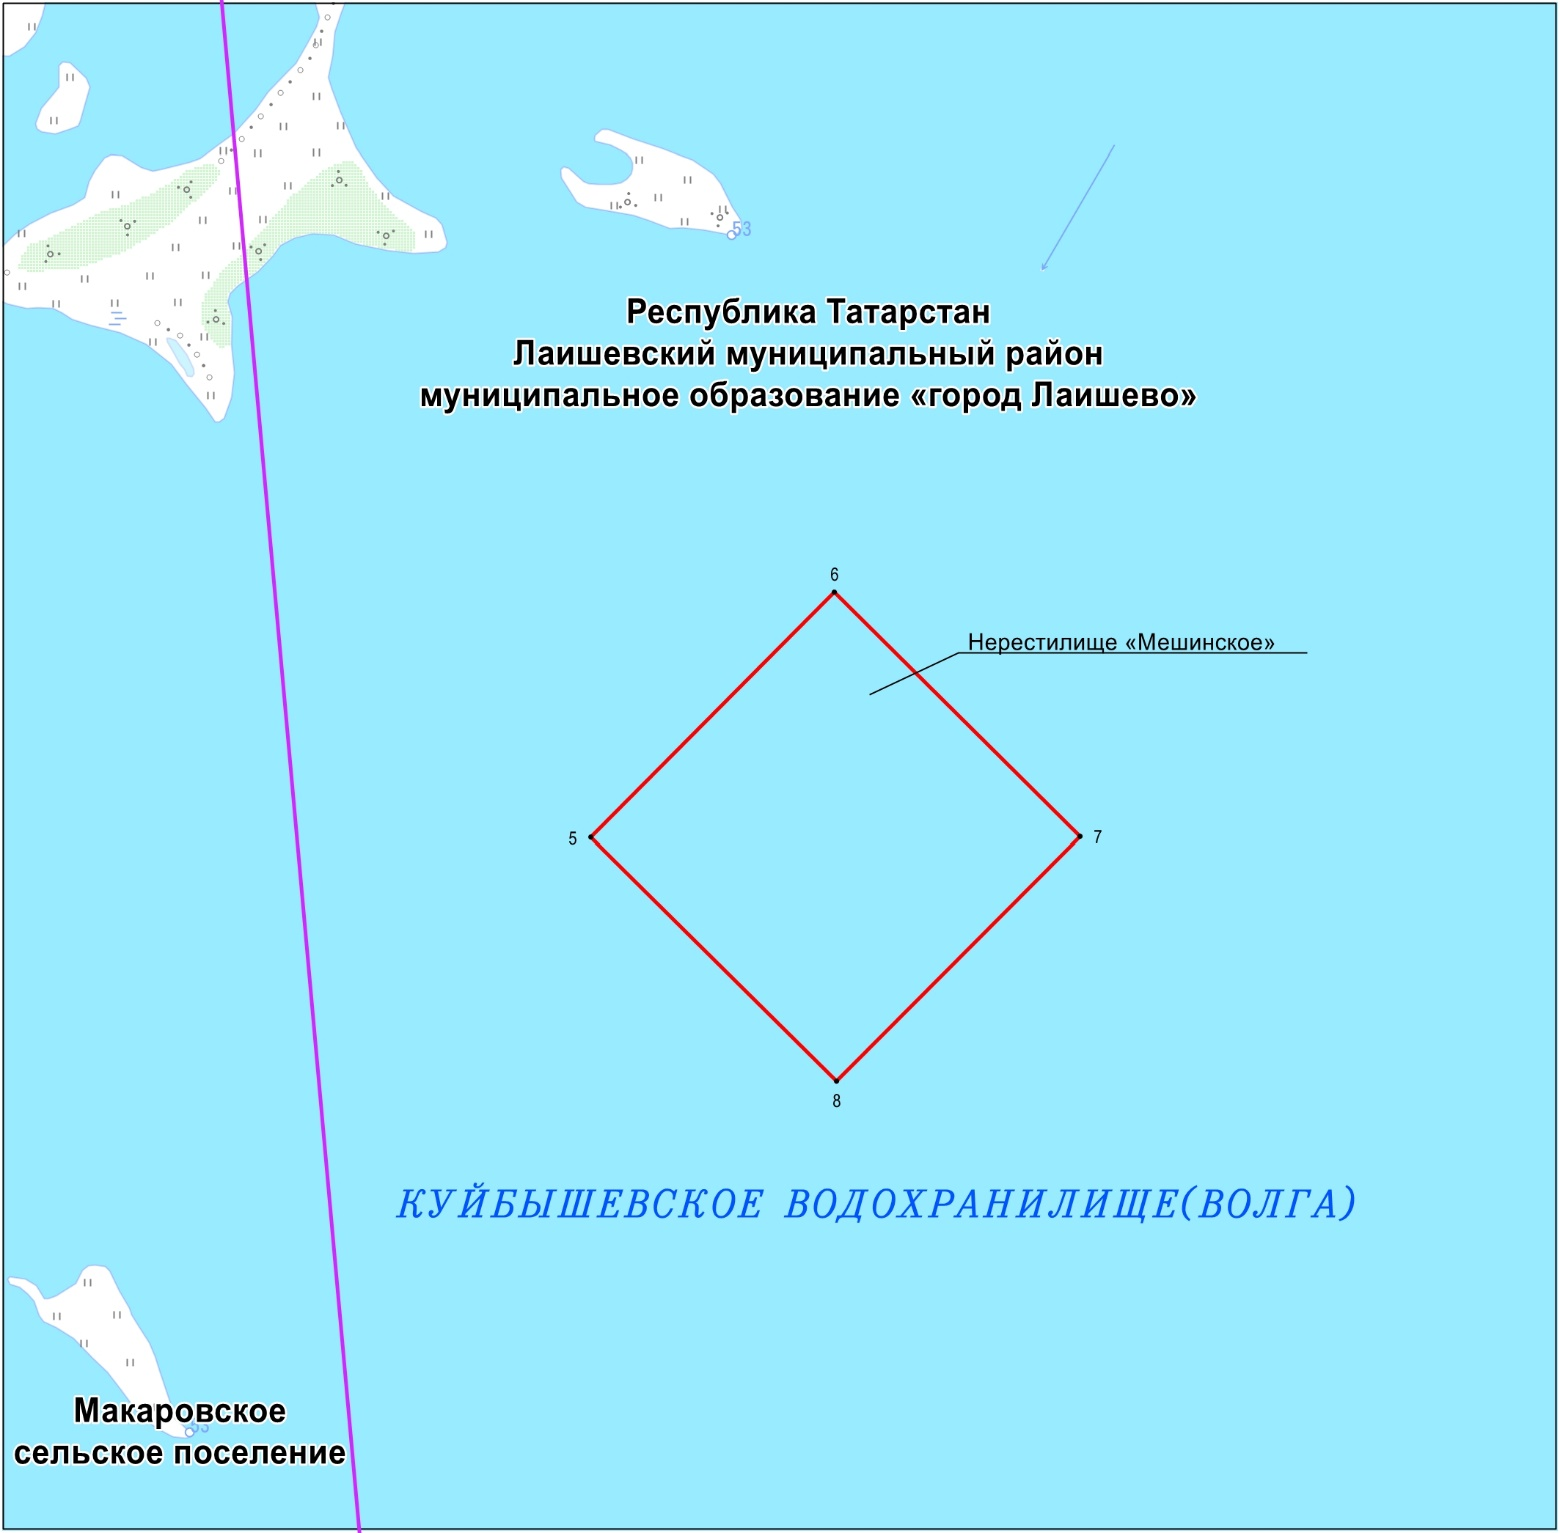 53
Республика Татарстан
Лаишевский муниципальный район
муниципальное образование «город Лаишево»
6
Нерестилище «Мешинское»
5
7
8
КУЙБЫШЕВСКОЕ ВОДОХРАНИЛИЩЕ(ВОЛГА)
Макаровское
53
сельское поселение